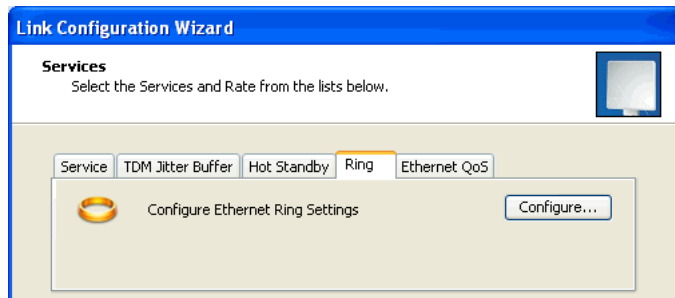 Link Configuration Wizard
Services
Select the Services and Rate from the lists below.
Service TDM Jitter Buffer Hot Standby Ring Ethernet QoS
Configure Ethernet Ring Settings Configure...